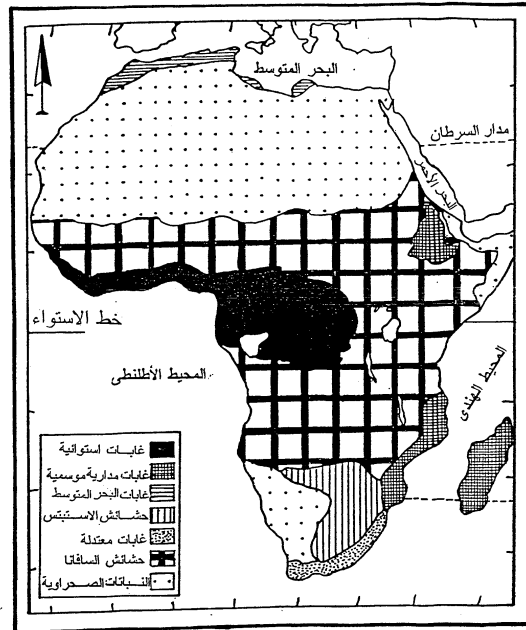 البحر المتوسط
مدار السرطان
البحر الأحمر
خط الاستواء
المحيط الأطلنطى
المحيط الهندى
غابات استوائية
غابات مدارية موسمية
غابات البحر المتوسط
حشائش الاستبتس
غابات معتدلة
حشائش السافانا
النباتات الصحراوية